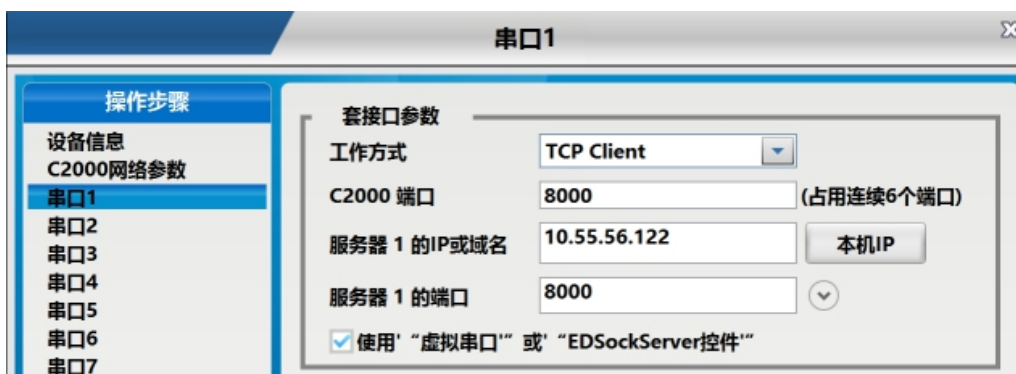 串口1
操作步骤
设备信息
C2000网络参数
串口1
串口2
串口3
串口4
串口5
串口6
串口7
套接口参数
工作方式 TCP Client
C2000 端口 8000 (占用连续6个端口)
服务器 1 的IP或域名 10.55.56.122 本机IP
服务器 1 的端口 8000
使用' “虚拟串口'” 或' “EDSockServer控件'”